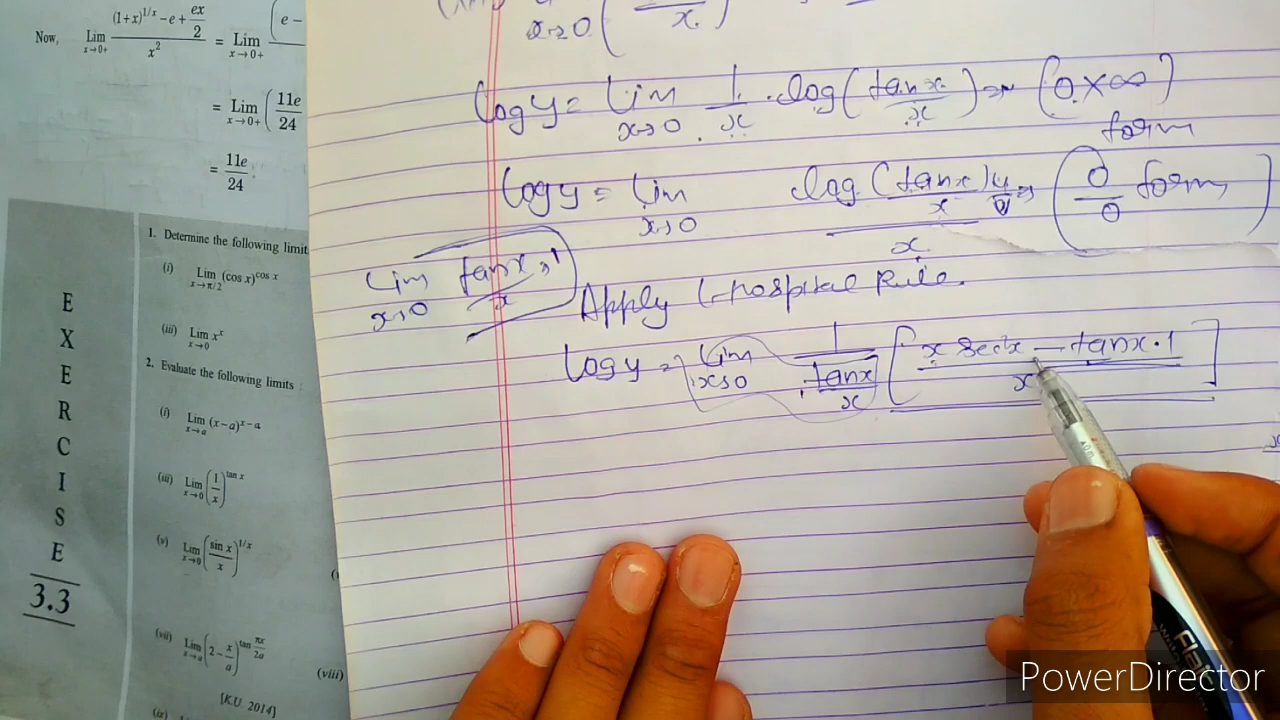 Now, Lim x→0+ ((1+x)^1/x – e + ex/2) / x² = Lim x→0+ ( e –
= Lim x→0+ ( 11e/24
= 11e/24.
EXERCISE
3.3
1. Determine the following limit
(i) Lim x→π/2 (cos x)^cos x
(iii) Lim x→0 x^x
2. Evaluate the following limits
(i) Lim x→a (x–a)^x–a
(iii) Lim x→0 (1/x)^tan x
(v) Lim x→0 (sin x/x)^1/x
(vii) Lim x→a (2 – x/a)^tan πx/2a
(viii)
[K.U. 2014]
x→0 ( x )
log y = Lim x→0 1/x · log (tan x/x) (0 × ∞) form
log y = Lim x→0 log (tan x/x) / x (0/0 form)
Lim x→0 tan x/x = 1
Apply L-hospital Rule.
log y = Lim x→0 1/(tan x/x) [ x sec²x – tan x · 1 / x
PowerDirector